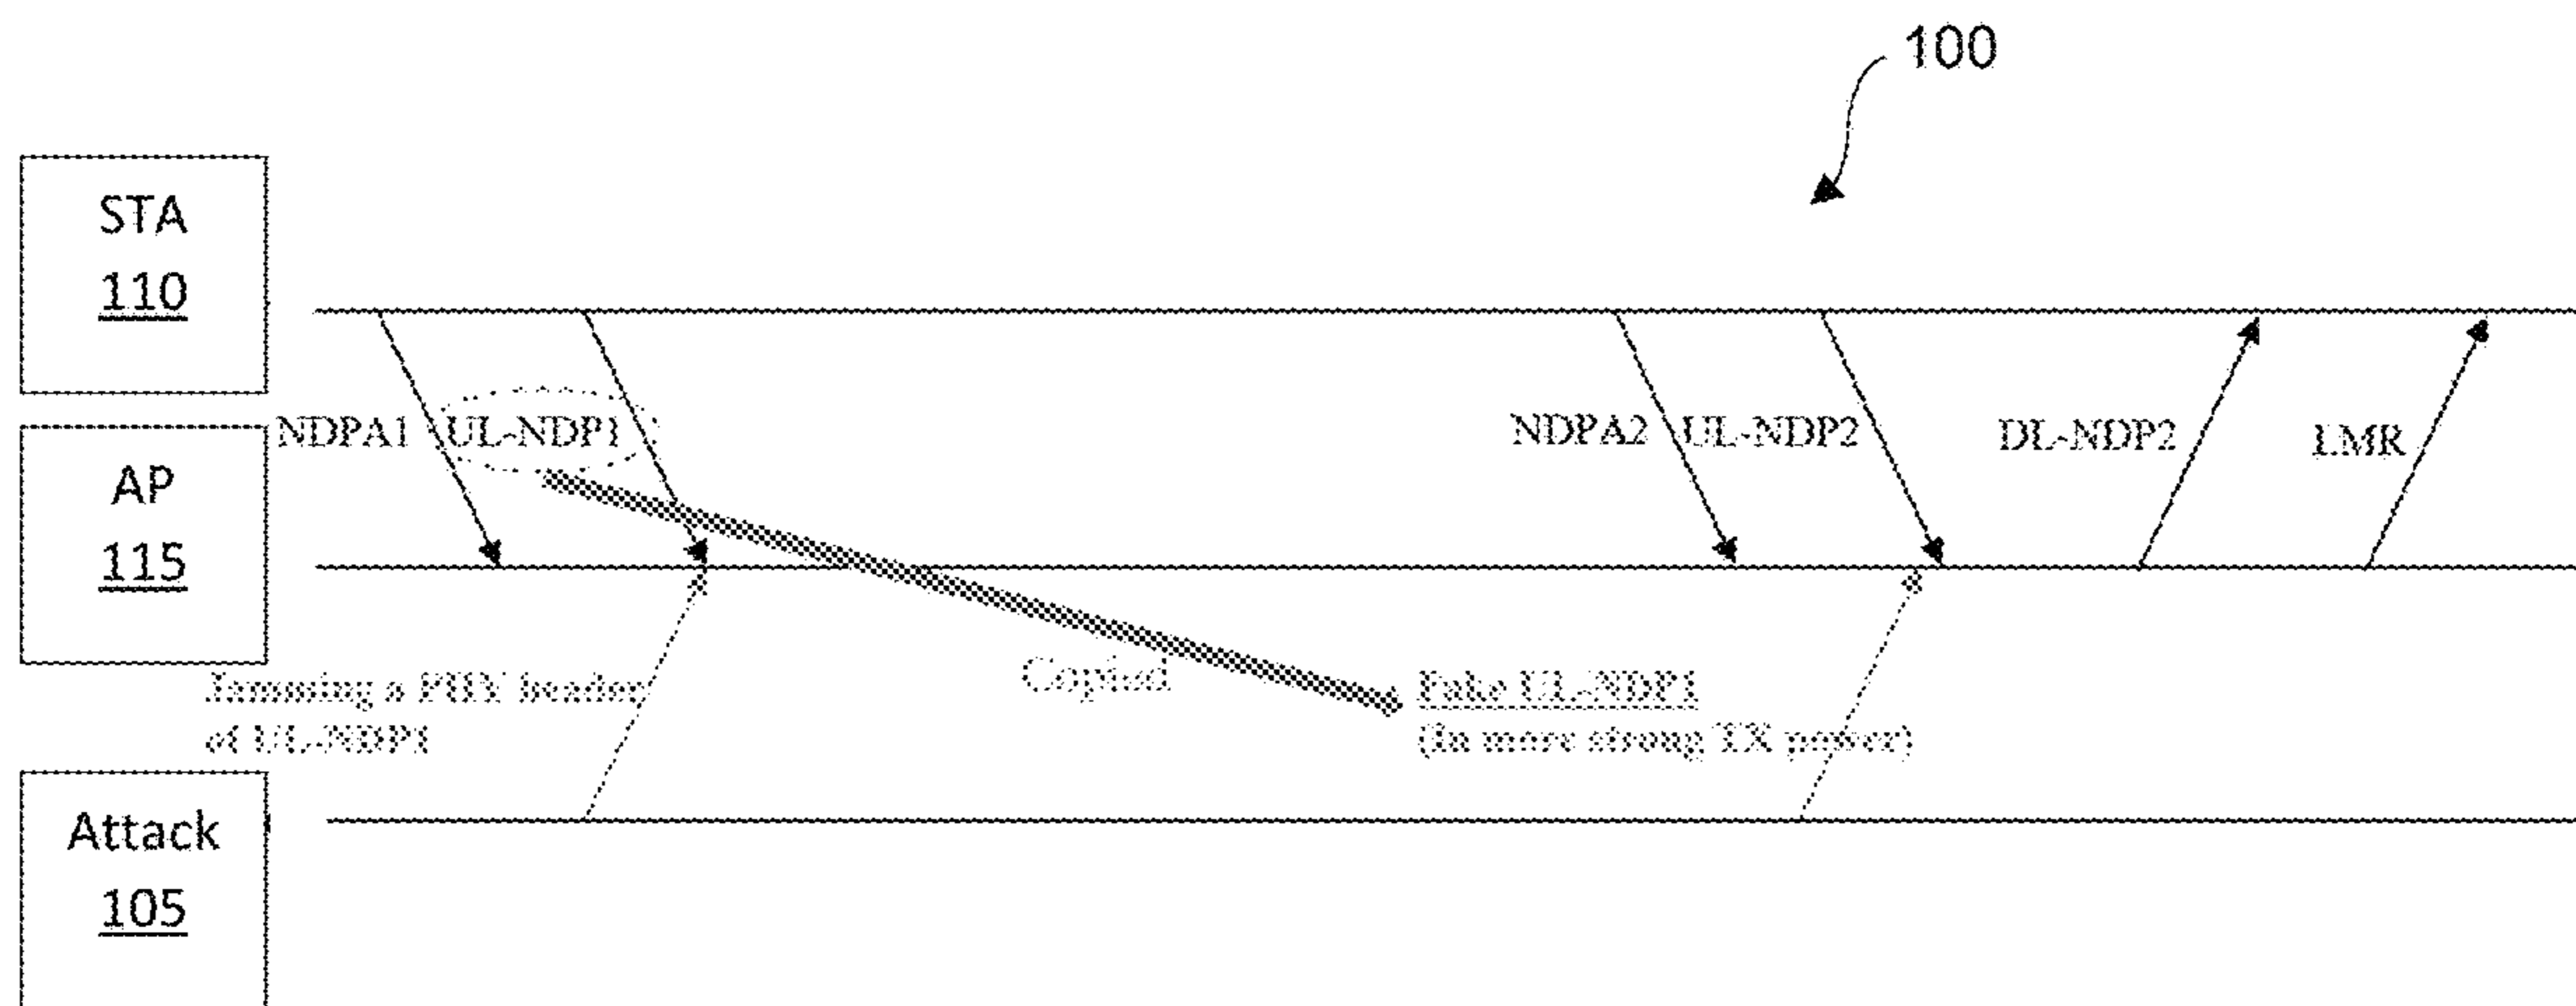 100
STA
110
NDPA1
UL-NDP1
NDPA2
UL-NDP2
DL-NDP2
LMR
AP
115
Jamming a PHY header
of UL-NDP1
Copied
Fake UL-NDP1
(In more strong TX power)
Attack
105